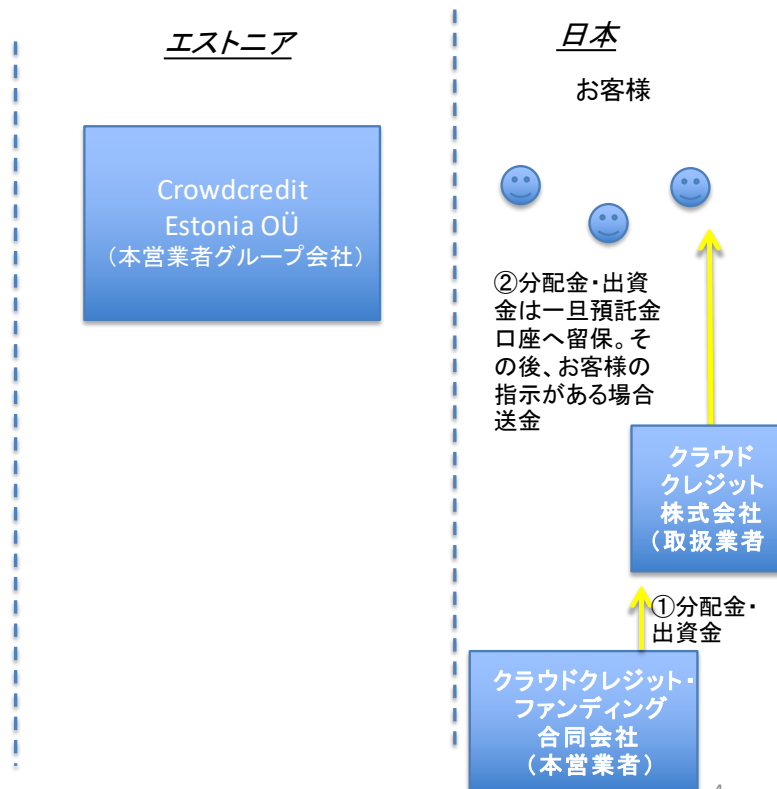 エストニア
日本
お客様
Crowdcredit
Estonia OÜ
（本営業者グループ会社）
②分配金・出資
金は一旦預託金
口座へ留保。そ
の後、お客様の
指示がある場合
送金
クラウド
クレジット
株式会社
（取扱業者
①分配金・
出資金
クラウドクレジット・
ファンディング
合同会社
（本営業者）